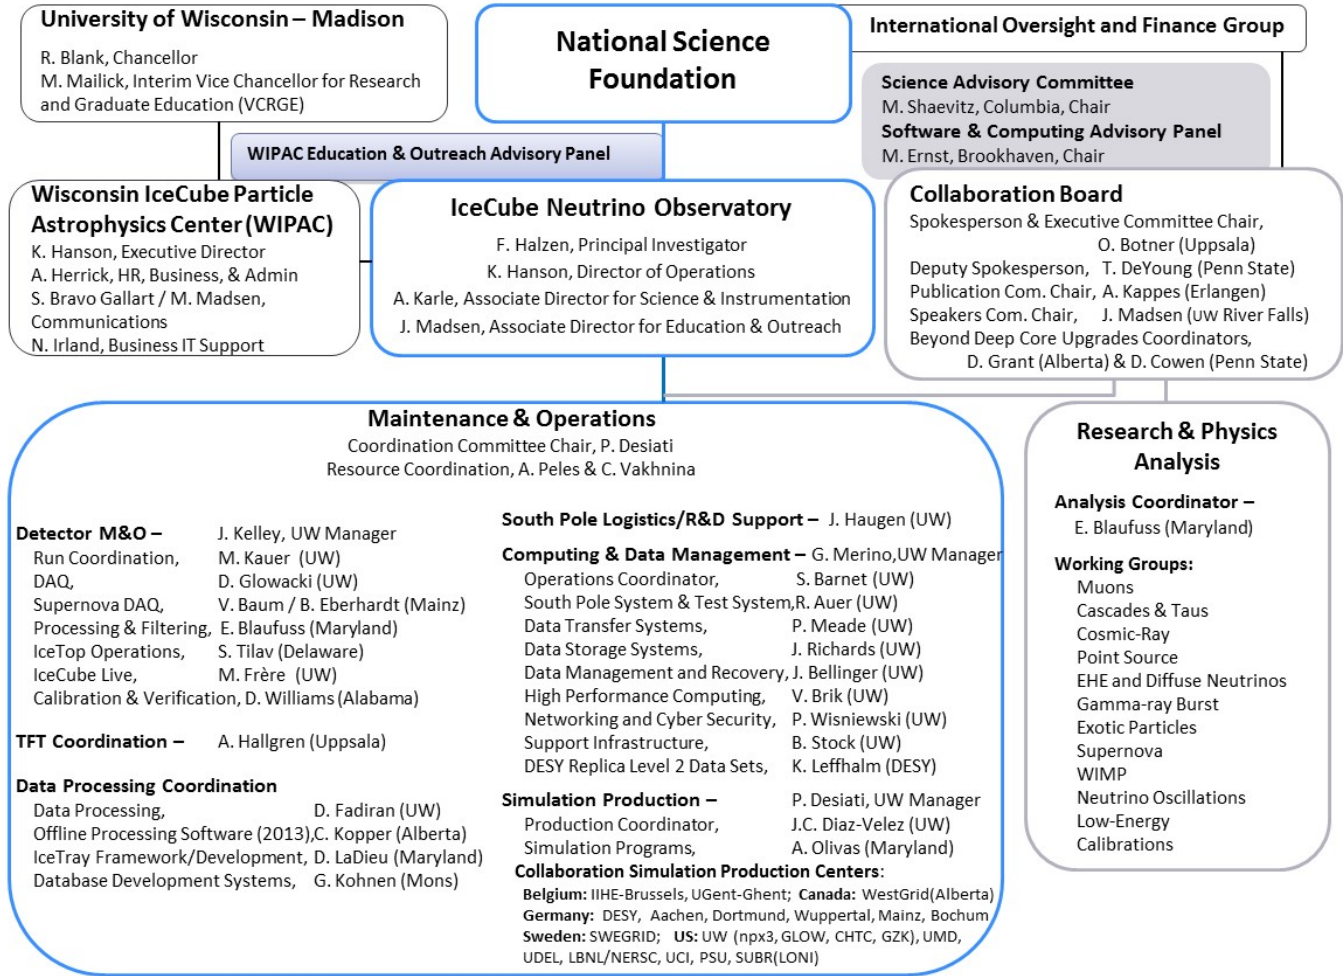 University of Wisconsin – Madison
R. Blank, Chancellor
M. Mailick, Interim Vice Chancellor for Research
and Graduate Education (VCRGE)
National Science
Foundation
International Oversight and Finance Group
Science Advisory Committee
M. Shaevitz, Columbia, Chair
Software & Computing Advisory Panel
M. Ernst, Brookhaven, Chair
WIPAC Education & Outreach Advisory Panel
Wisconsin IceCube Particle
Astrophysics Center (WIPAC)
K. Hanson, Executive Director
A. Herrick, HR, Business, & Admin
S. Bravo Gallart / M. Madsen,
Communications
N. Irland, Business IT Support
IceCube Neutrino Observatory
F. Halzen, Principal Investigator
K. Hanson, Director of Operations
A. Karle, Associate Director for Science & Instrumentation
J. Madsen, Associate Director for Education & Outreach
Collaboration Board
Spokesperson & Executive Committee Chair,
O. Botner (Uppsala)
Deputy Spokesperson, T. DeYoung (Penn State)
Publication Com. Chair, A. Kappes (Erlangen)
Speakers Com. Chair, J. Madsen (UW River Falls)
Beyond Deep Core Upgrades Coordinators,
D. Grant (Alberta) & D. Cowen (Penn State)
Maintenance & Operations
Coordination Committee Chair, P. Desiati
Resource Coordination, A. Peles & C. Vakhnina
Detector M&O – J. Kelley, UW Manager
Run Coordination, M. Kauer (UW)
DAQ, D. Glowacki (UW)
Supernova DAQ, V. Baum / B. Eberhardt (Mainz)
Processing & Filtering, E. Blaufuss (Maryland)
IceTop Operations, S. Tilav (Delaware)
IceCube Live, M. Frère (UW)
Calibration & Verification, D. Williams (Alabama)
TFT Coordination – A. Hallgren (Uppsala)
Data Processing Coordination
Data Processing, D. Fadiran (UW)
Offline Processing Software (2013), C. Kopper (Alberta)
IceTray Framework/Development, D. LaDieu (Maryland)
Database Development Systems, G. Kohnen (Mons)
South Pole Logistics/R&D Support – J. Haugen (UW)
Computing & Data Management – G. Merino,UW Manager
Operations Coordinator, S. Barnet (UW)
South Pole System & Test System, R. Auer (UW)
Data Transfer Systems, P. Meade (UW)
Data Storage Systems, J. Richards (UW)
Data Management and Recovery, J. Bellinger (UW)
High Performance Computing, V. Brik (UW)
Networking and Cyber Security, P. Wisniewski (UW)
Support Infrastructure, B. Stock (UW)
DESY Replica Level 2 Data Sets, K. Leffhalm (DESY)
Simulation Production – P. Desiati, UW Manager
Production Coordinator, J.C. Diaz-Velez (UW)
Simulation Programs, A. Olivas (Maryland)
Collaboration Simulation Production Centers:
Belgium: IIHE-Brussels, UGent-Ghent; Canada: WestGrid(Alberta)
Germany: DESY, Aachen, Dortmund, Wuppertal, Mainz, Bochum
Sweden: SWEGRID; US: UW (npx3, GLOW, CHTC, GZK), UMD,
UDEL, LBNL/NERSC, UCI, PSU, SUBR(LONI)
Research & Physics
Analysis
Analysis Coordinator –
E. Blaufuss (Maryland)
Working Groups:
Muons
Cascades & Taus
Cosmic-Ray
Point Source
EHE and Diffuse Neutrinos
Gamma-ray Burst
Exotic Particles
Supernova
WIMP
Neutrino Oscillations
Low-Energy
Calibrations